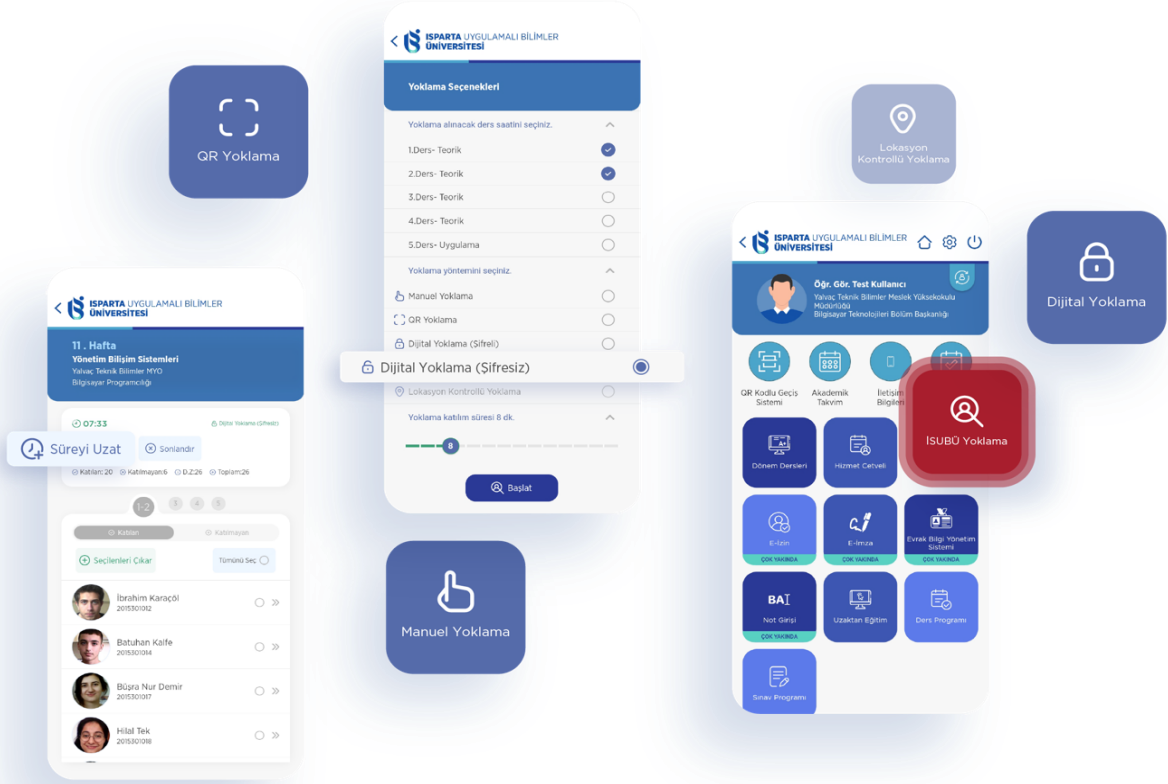 QR Yoklama
ISPARTA UYGULAMALI BİLİMLER
ÜNİVERSİTESİ
11 . Hafta
Yönetim Bilişim Sistemleri
Yalvaç Teknik Bilimler MYO
Bilgisayar Programcılığı
07:33
Dijital Yoklama (Şifresiz)
Süreyi Uzat
Sonlandır
Katılan: 20
Katılmayan:6
D.Z:26
Toplam:26
1-2
3
4
5
Katılan
Katılmayan
Seçilenleri Çıkar
Tümünü Seç
İbrahim Karaçöl
2015301012
Batuhan Kalfe
2015301014
Büşra Nur Demir
2015301017
Hilal Tek
2015301018
ISPARTA UYGULAMALI BİLİMLER
ÜNİVERSİTESİ
Yoklama Seçenekleri
Yoklama alınacak ders saatini seçiniz.
1.Ders- Teorik
2.Ders- Teorik
3.Ders- Teorik
4.Ders- Teorik
5.Ders- Uygulama
Yoklama yöntemini seçiniz.
Manuel Yoklama
QR Yoklama
Dijital Yoklama (Şifreli)
Dijital Yoklama (Şifresiz)
Lokasyon Kontrollü Yoklama
Yoklama katılım süresi 8 dk.
8
Başlat
Manuel Yoklama
Lokasyon
Kontrollü Yoklama
ISPARTA UYGULAMALI BİLİMLER
ÜNİVERSİTESİ
Öğr. Gör. Test Kullanıcı
Yalvaç Teknik Bilimler Meslek Yüksekokulu
Müdürlüğü
Bilgisayar Teknolojileri Bölüm Başkanlığı
QR Kodlu Geçiş
Sistemi
Akademik
Takvim
İletişim
Bilgileri
İSUBÜ Yoklama
Dönem Dersleri
Hizmet Cetveli
E-İzin
ÇOK YAKINDA
E-İmza
ÇOK YAKINDA
Evrak Bilgi Yönetim
Sistemi
ÇOK YAKINDA
BAI
Not Girişi
ÇOK YAKINDA
Uzaktan Eğitim
Ders Programı
Sınav Programı
Dijital Yoklama